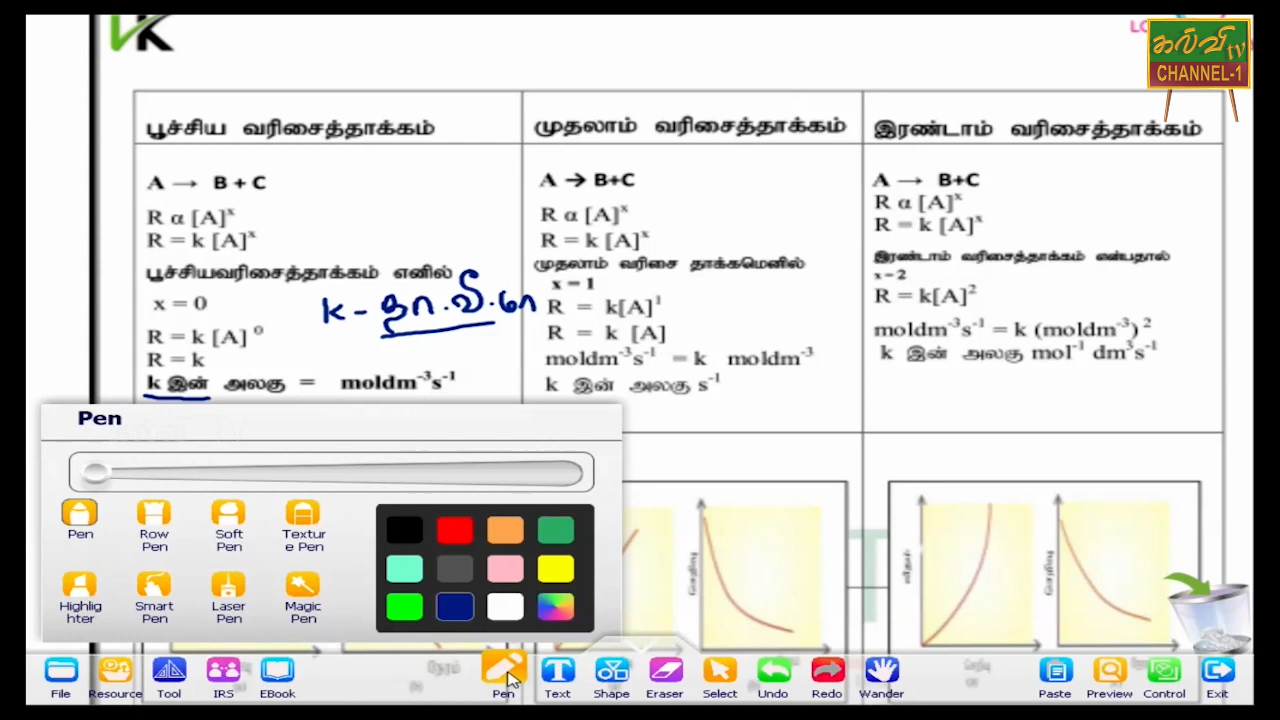 VK
கல்வி tv
CHANNEL-1
பூச்சிய வரிசைத்தாக்கம்
A → B + C
R α [A]ˣ
R = k [A]ˣ
பூச்சியவரிசைத்தாக்கம் எனில்
x = 0
k - தா.வி.மா
R = k [A] ⁰
R = k
k இன் அலகு = moldm⁻³s⁻¹
முதலாம் வரிசைத்தாக்கம்
A → B+C
R α [A]ˣ
R = k [A]ˣ
முதலாம் வரிசை தாக்கமெனில்
x = 1
R = k[A]¹
R = k [A]
moldm⁻³s⁻¹ = k moldm⁻³
k இன் அலகு s⁻¹
இரண்டாம் வரிசைத்தாக்கம்
A → B+C
R α [A]ˣ
R = k [A]ˣ
இரண்டாம் வரிசைத்தாக்கம் என்பதால்
x = 2
R = k[A]²
moldm⁻³s⁻¹ = k (moldm⁻³)²
k இன் அலகு mol⁻¹ dm³s⁻¹
Pen
Pen Row Pen Soft Pen Texture Pen
Highlighter Smart Pen Laser Pen Magic Pen
செறிவு
செறிவு
நேரம்
File Resource Tool IRS EBook Pen Text Shape Eraser Select Undo Redo Wander Paste Preview Control Exit